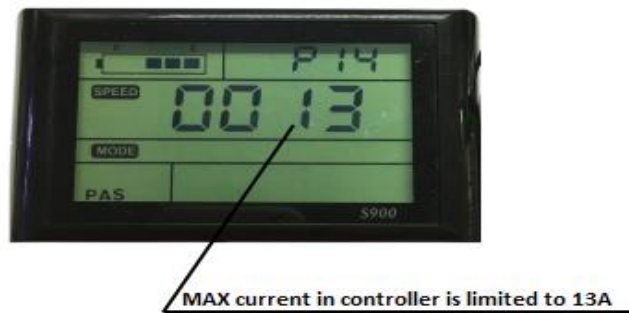 P14
SPEED
0013
MODE
PAS
S900
MAX current in controller is limited to 13A